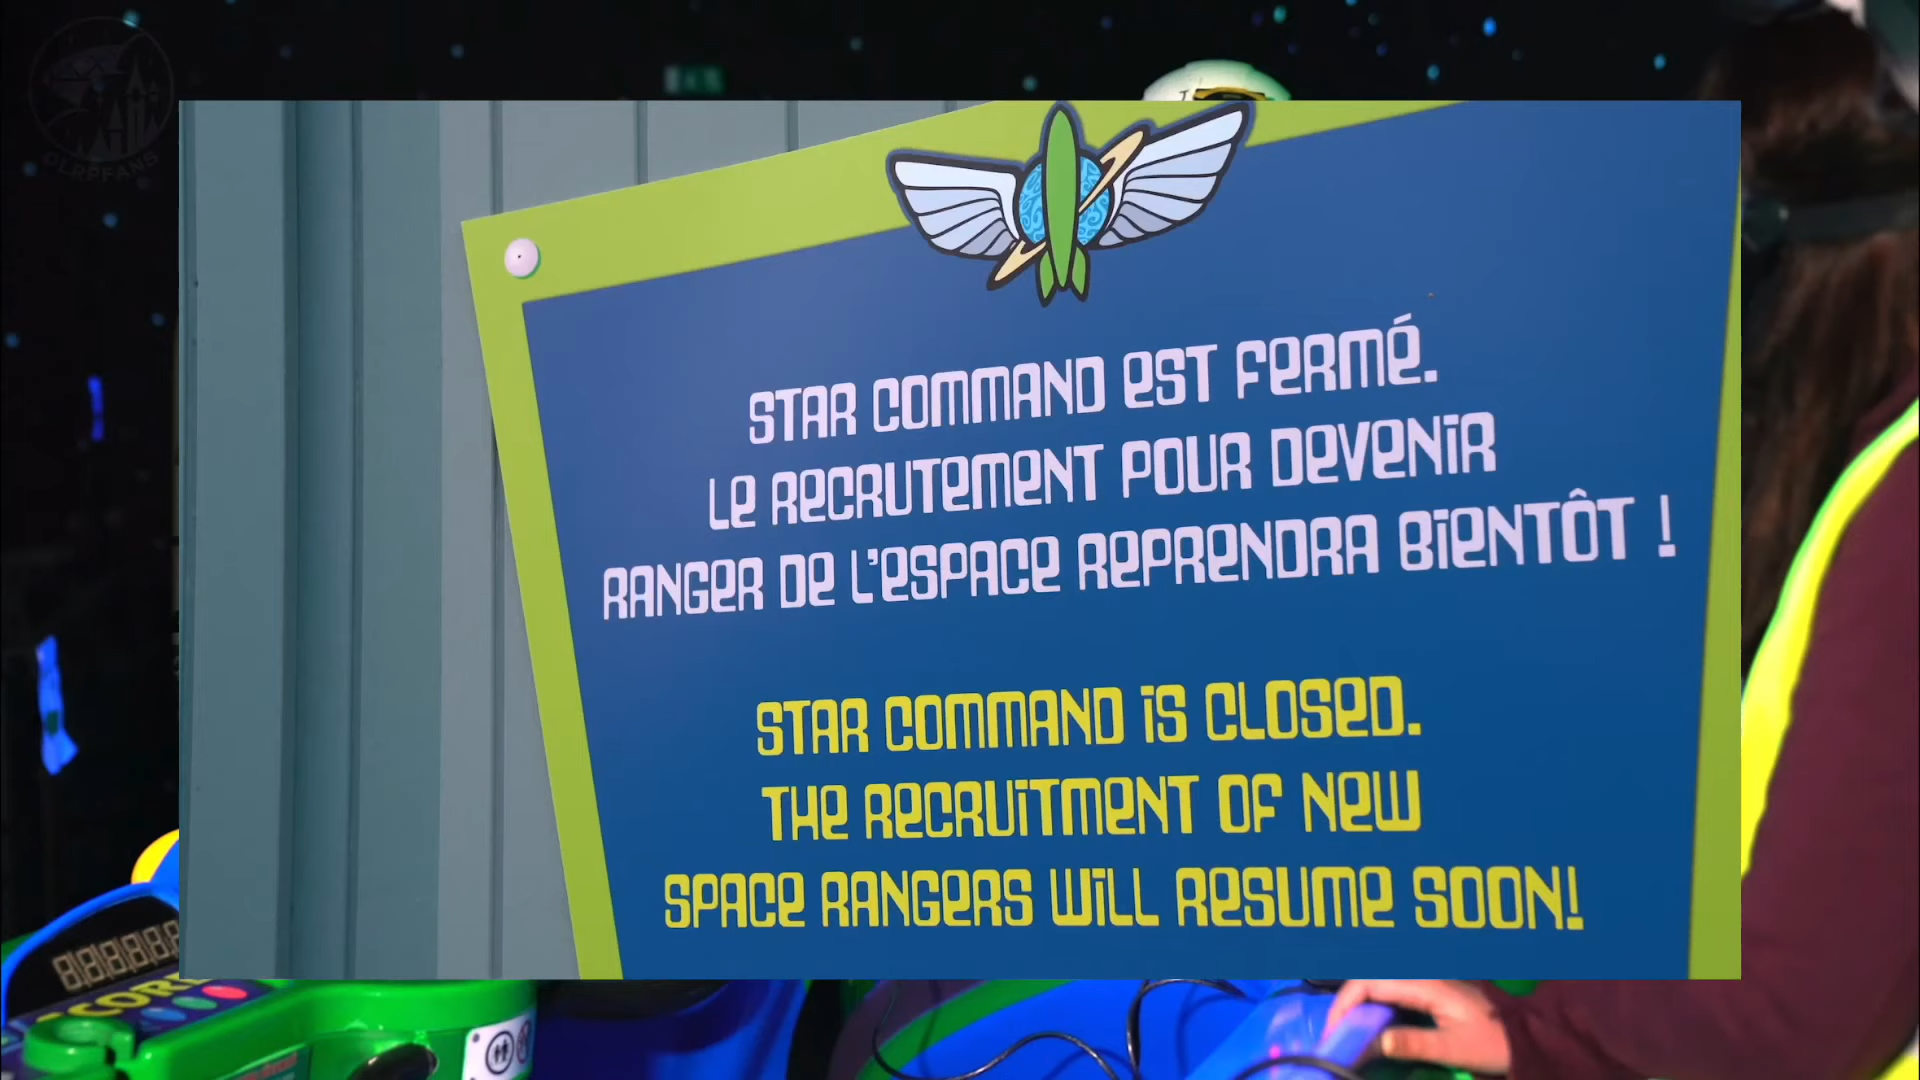 DLRPFANS
STAR COMMAND EST FERMÉ.
LE RECRUTEMENT POUR DEVENIR
RANGER DE L'ESPACE REPRENDRA BIENTÔT !
STAR COMMAND IS CLOSED.
THE RECRUITMENT OF NEW
SPACE RANGERS WILL RESUME SOON!